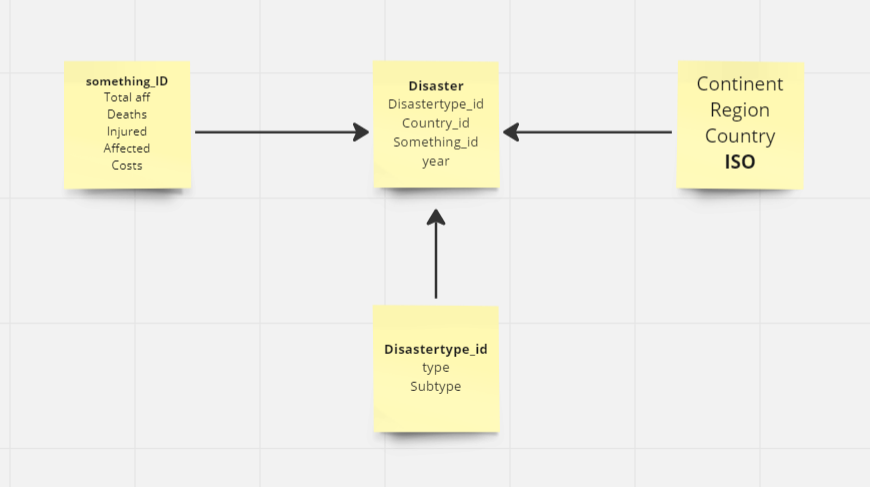 something_ID
Total aff
Deaths
Injured
Affected
Costs
Disaster
Disastertype_id
Country_id
Something_id
year
Continent
Region
Country
ISO
Disastertype_id
type
Subtype